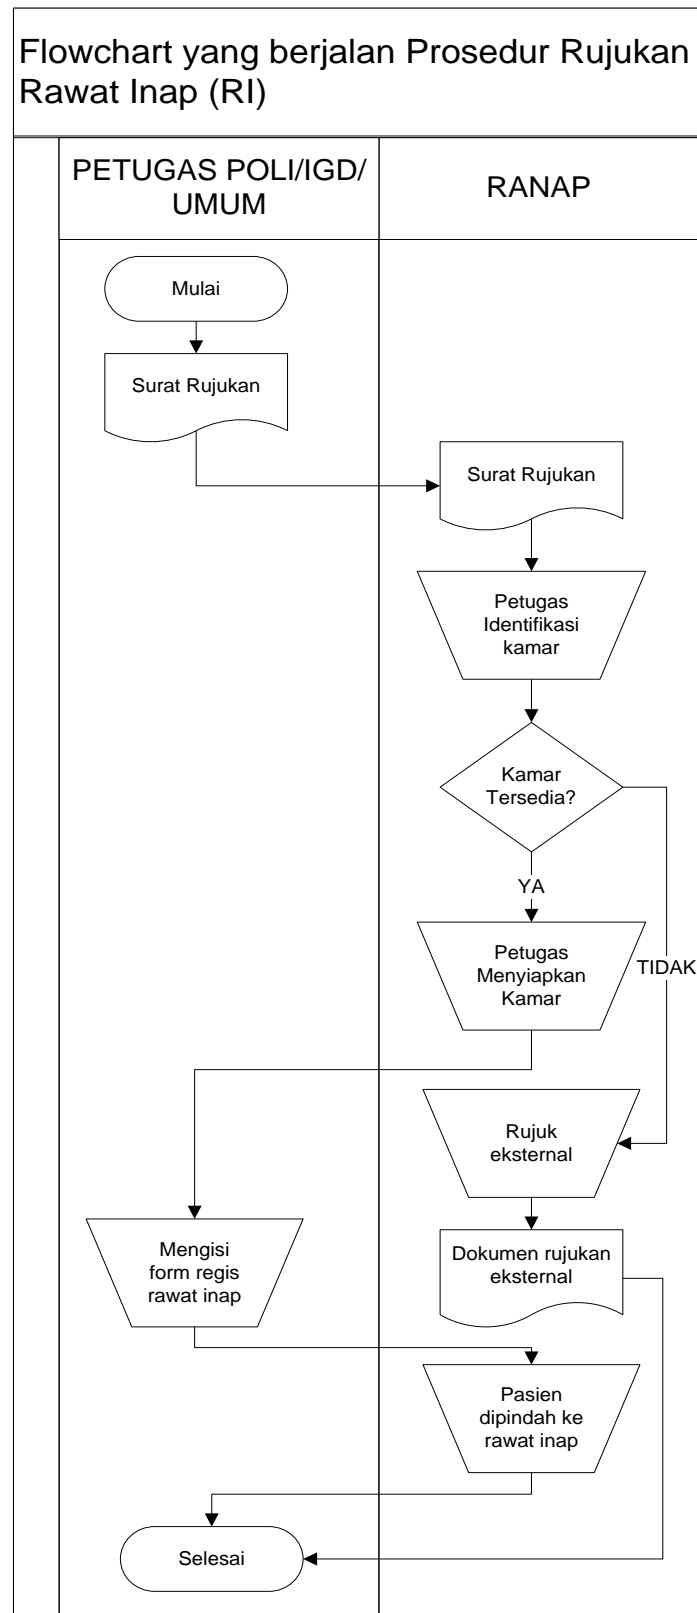 Flowchart yang berjalan Prosedur Rujukan
Rawat Inap (RI)
PETUGAS POLI/IGD/
UMUM
RANAP
Mulai
Surat Rujukan
Surat Rujukan
Petugas
Identifikasi
kamar
Kamar
Tersedia?
YA
Petugas
Menyiapkan
Kamar
TIDAK
Rujuk
eksternal
Mengisi
form regis
rawat inap
Dokumen rujukan
eksternal
Pasien
dipindah ke
rawat inap
Selesai